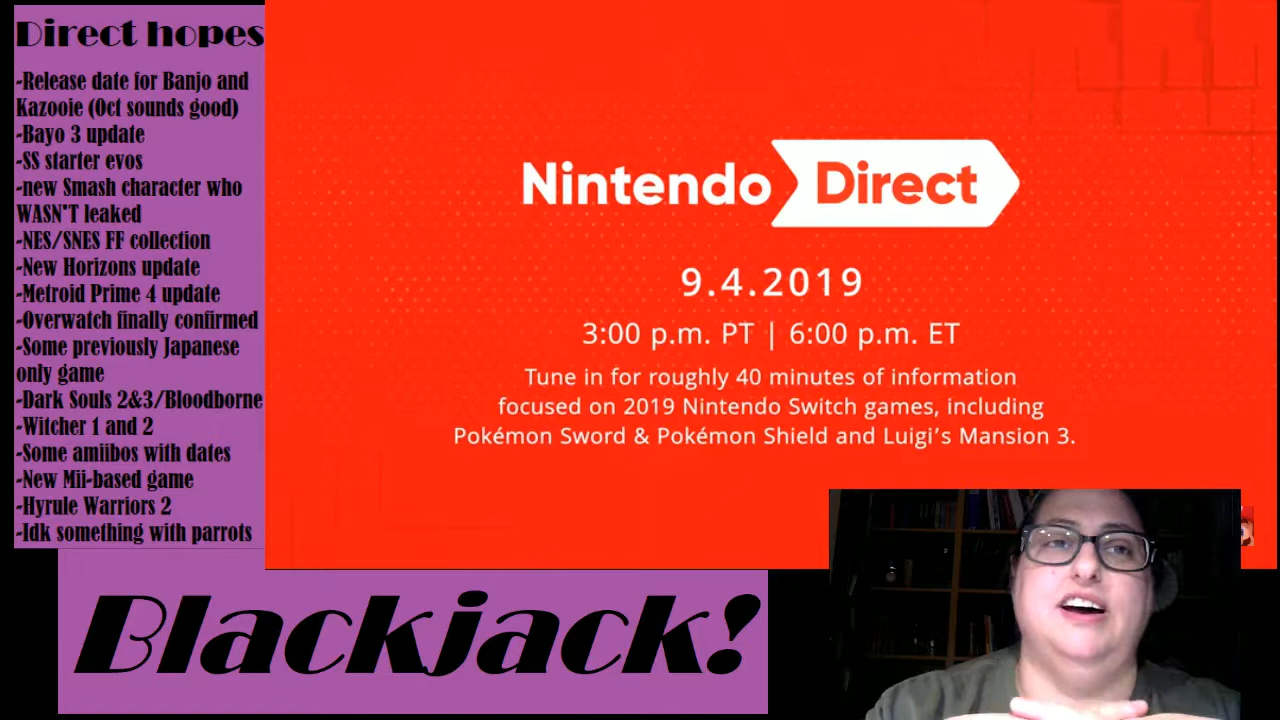 Direct hopes
-Release date for Banjo and
Kazooie (Oct sounds good)
-Bayo 3 update
-SS starter evos
-new Smash character who
WASN'T leaked
-NES/SNES FF collection
-New Horizons update
-Metroid Prime 4 update
-Overwatch finally confirmed
-Some previously Japanese
only game
-Dark Souls 2&3/Bloodborne
-Witcher 1 and 2
-Some amiibos with dates
-New Mii-based game
-Hyrule Warriors 2
-Idk something with parrots
Nintendo Direct
9.4.2019
3:00 p.m. PT | 6:00 p.m. ET
Tune in for roughly 40 minutes of information
focused on 2019 Nintendo Switch games, including
Pokémon Sword & Pokémon Shield and Luigi's Mansion 3.
Blackjack!